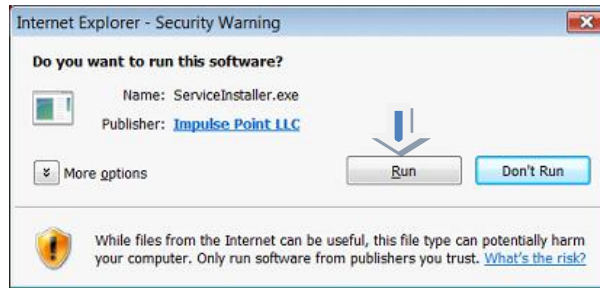 Internet Explorer - Security Warning
Do you want to run this software?
Name: ServiceInstaller.exe
Publisher: Impulse Point LLC
More options
Run
Don't Run
While files from the Internet can be useful, this file type can potentially harm
your computer. Only run software from publishers you trust. What's the risk?